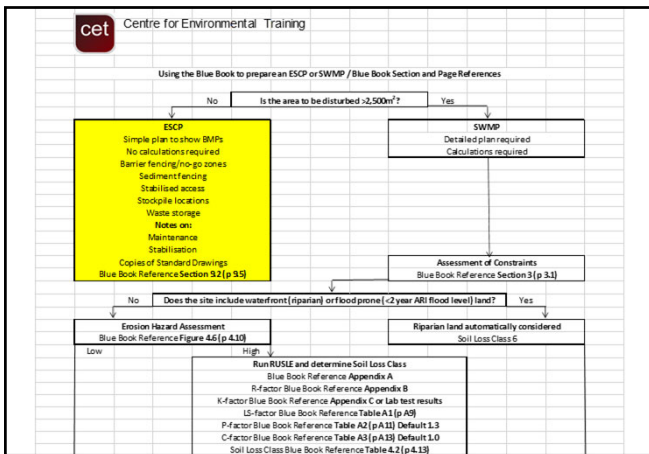 cet
Centre for Environmental Training
Using the Blue Book to prepare an ESCP or SWMP / Blue Book Section and Page References
No
Is the area to be disturbed >2,500m²?
Yes
ESCP
Simple plan to show BMPs
No calculations required
Barrier fencing/no-go zones
Sediment fencing
Stabilised access
Stockpile locations
Waste storage
Notes on:
Maintenance
Stabilisation
Copies of Standard Drawings
Blue Book Reference Section 9.2 (p 9.5)
SWMP
Detailed plan required
Calculations required
Assessment of Constraints
Blue Book Reference Section 3 (p 3.1)
No
Does the site include waterfront (riparian) or flood prone (<2 year ARI flood level) land?
Yes
Erosion Hazard Assessment
Blue Book Reference Figure 4.6 (p 4.10)
Riparian land automatically considered
Soil Loss Class 6
Low
High
Run RUSLE and determine Soil Loss Class
Blue Book Reference Appendix A
R-factor Blue Book Reference Appendix B
K-factor Blue Book Reference Appendix C or Lab test results
LS-factor Blue Book Reference Table A1 (p A9)
P-factor Blue Book Reference Table A2 (p A11) Default 1.3
C-factor Blue Book Reference Table A3 (p A13) Default 1.0
Soil Loss Class Blue Book Reference Table 4.2 (p 4.13)